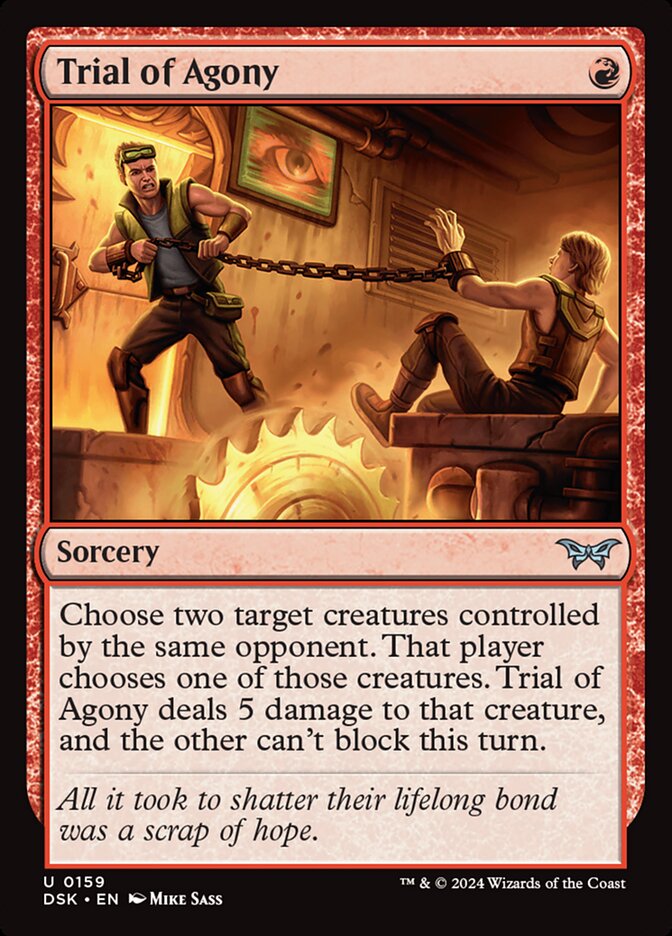 Trial of Agony
Sorcery
Choose two target creatures controlled
by the same opponent. That player
chooses one of those creatures. Trial of
Agony deals 5 damage to that creature,
and the other can't block this turn.
All it took to shatter their lifelong bond
was a scrap of hope.
U 0159
DSK • EN Mike Sass
™ & © 2024 Wizards of the Coast